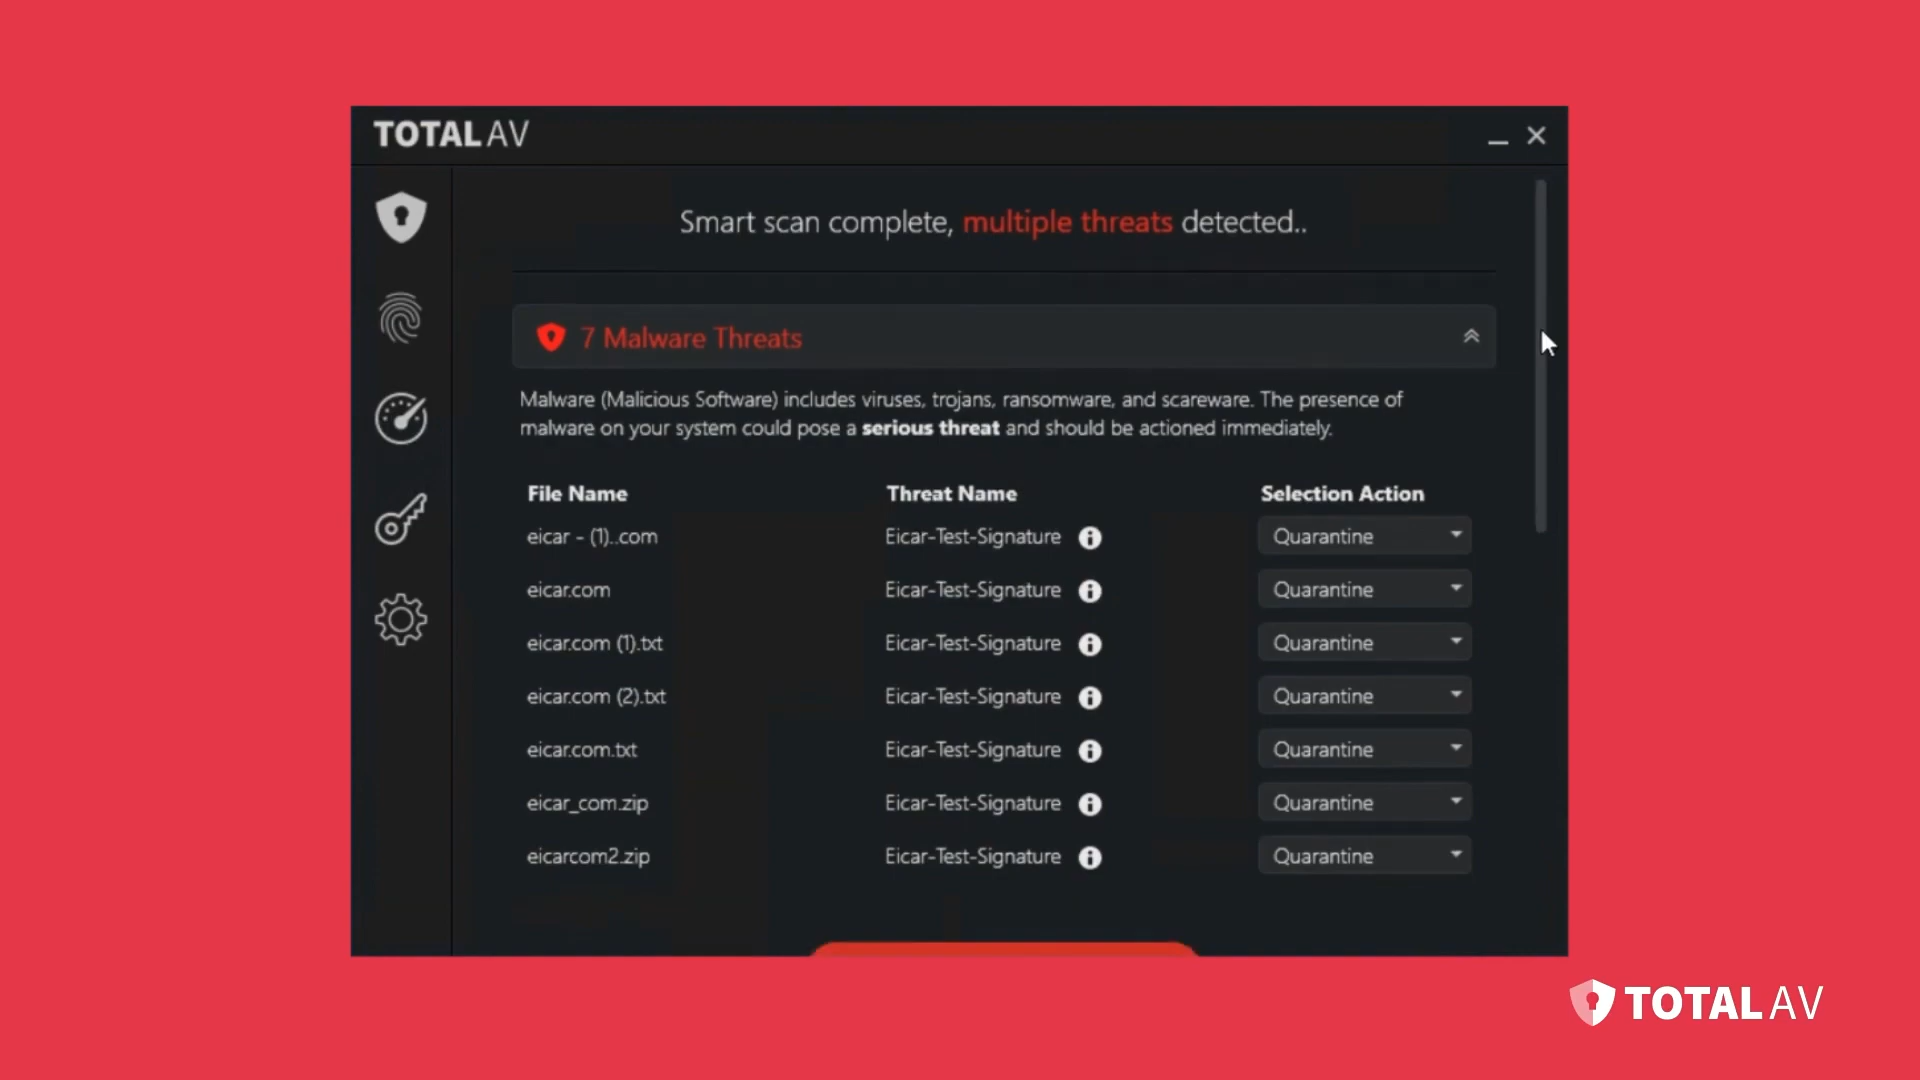 TOTAL AV
Smart scan complete, multiple threats detected..
7 Malware Threats
Malware (Malicious Software) includes viruses, trojans, ransomware, and scareware. The presence of
malware on your system could pose a serious threat and should be actioned immediately.
File Name Threat Name Selection Action
eicar - (1)..com Eicar-Test-Signature Quarantine
eicar.com Eicar-Test-Signature Quarantine
eicar.com (1).txt Eicar-Test-Signature Quarantine
eicar.com (2).txt Eicar-Test-Signature Quarantine
eicar.com.txt Eicar-Test-Signature Quarantine
eicar_com.zip Eicar-Test-Signature Quarantine
eicarcom2.zip Eicar-Test-Signature Quarantine
TOTAL AV